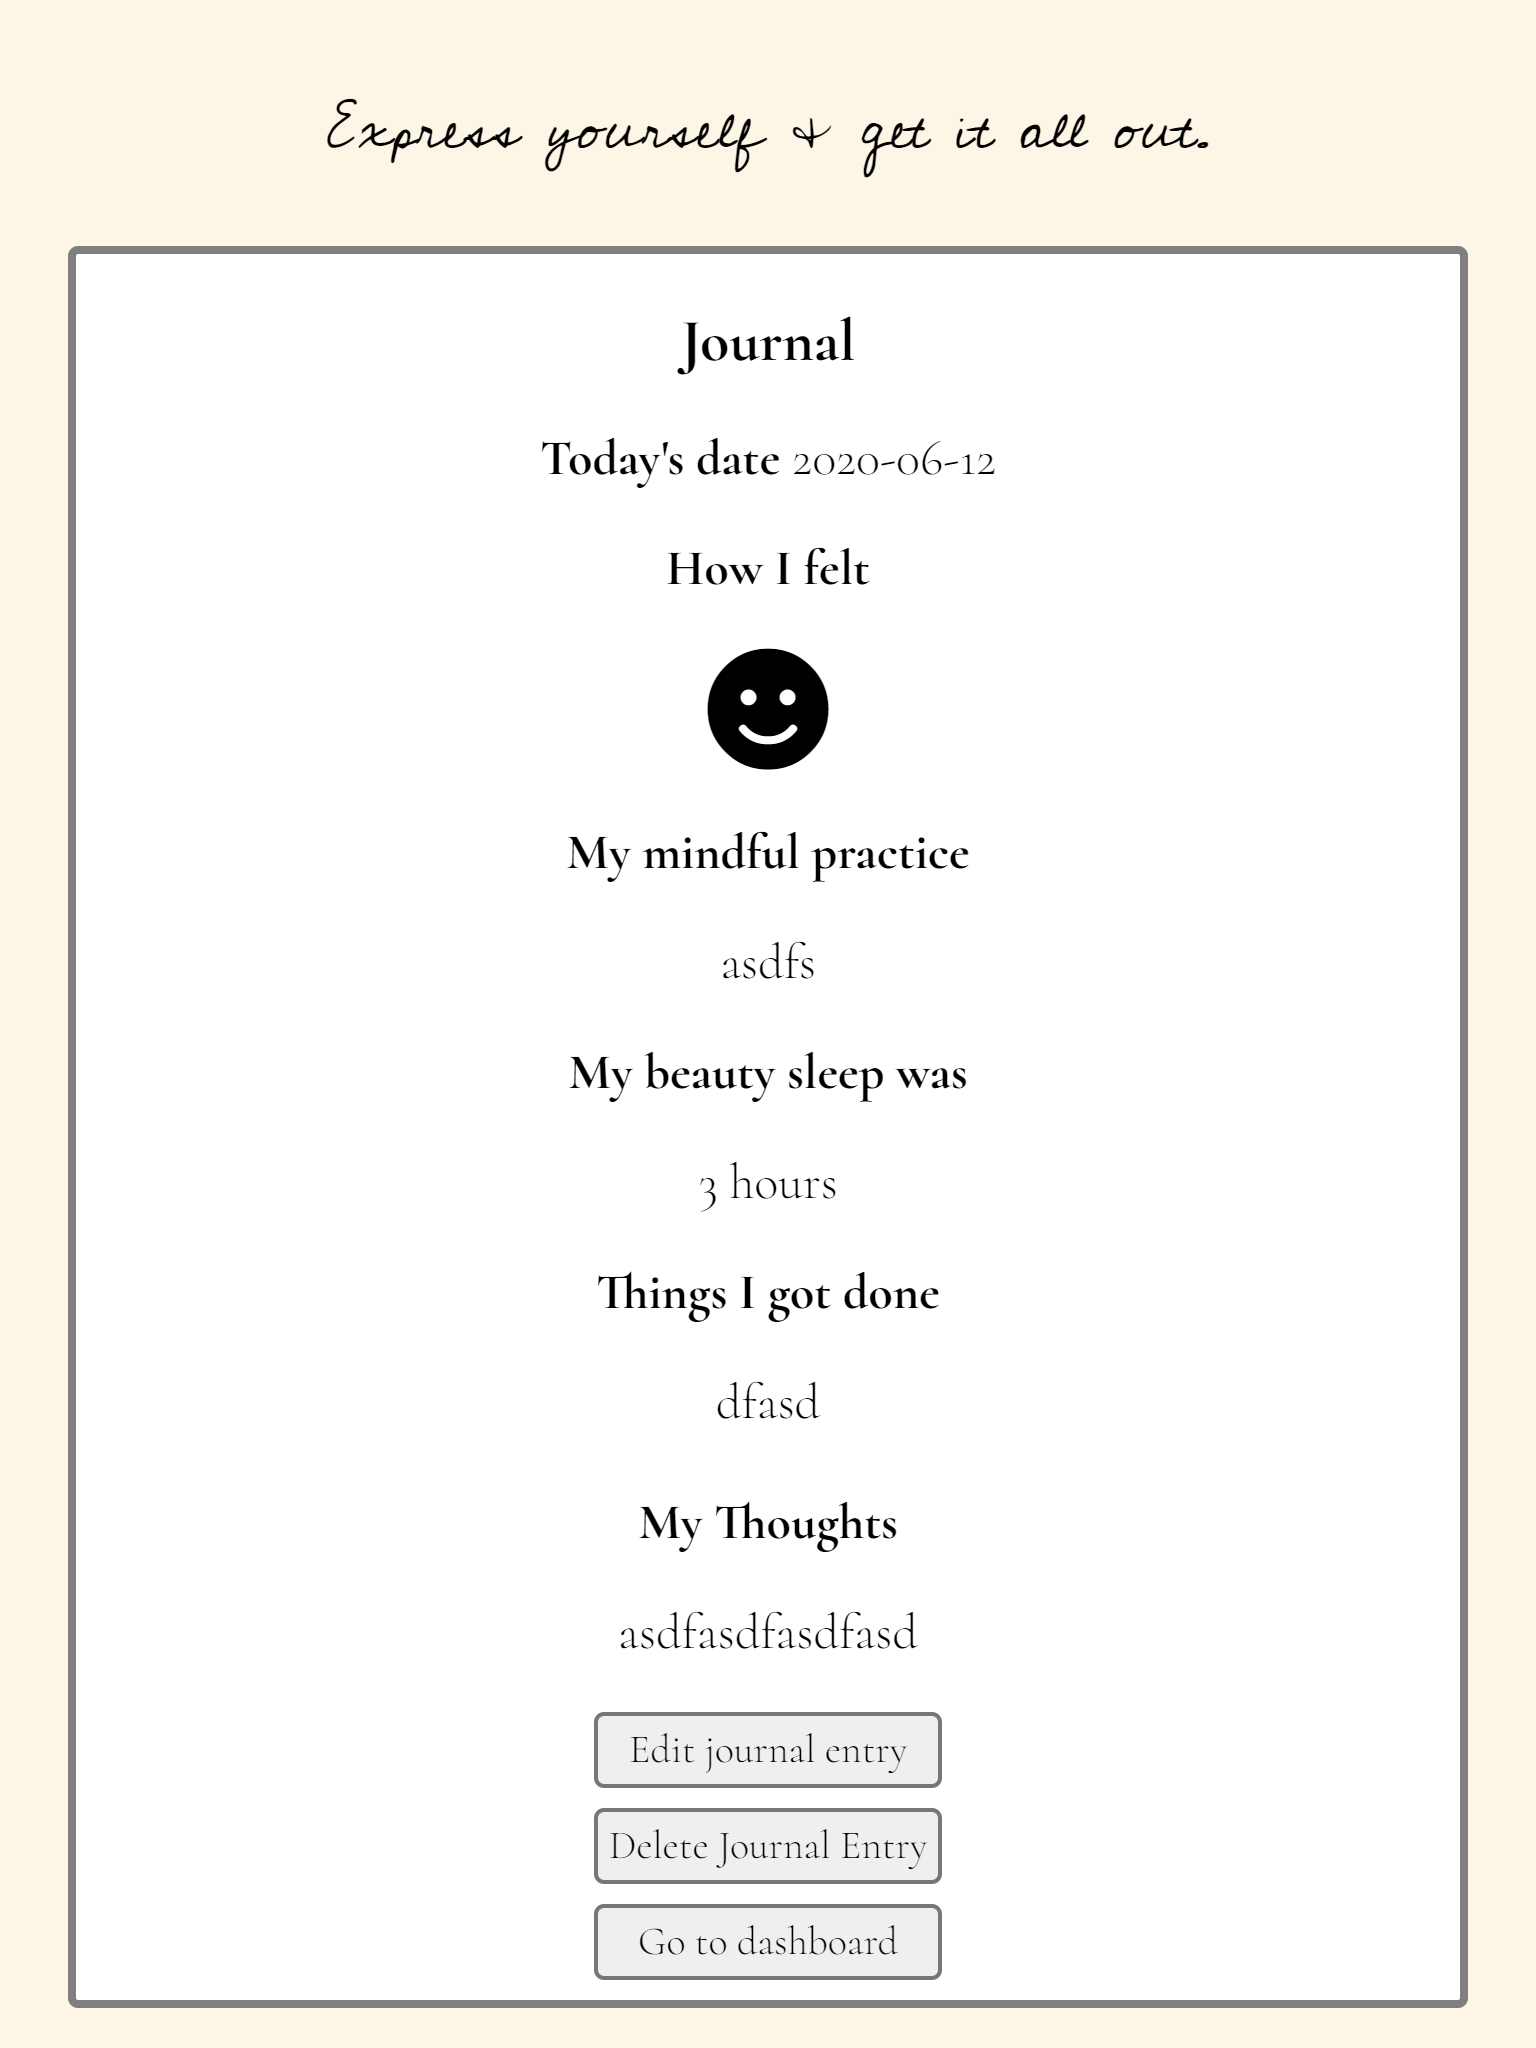 Express yourself & get it all out.
Journal
Today's date 2020-06-12
How I felt
My mindful practice
asdfs
My beauty sleep was
3 hours
Things I got done
dfasd
My Thoughts
asdfasdfasdfasd
Edit journal entry
Delete Journal Entry
Go to dashboard